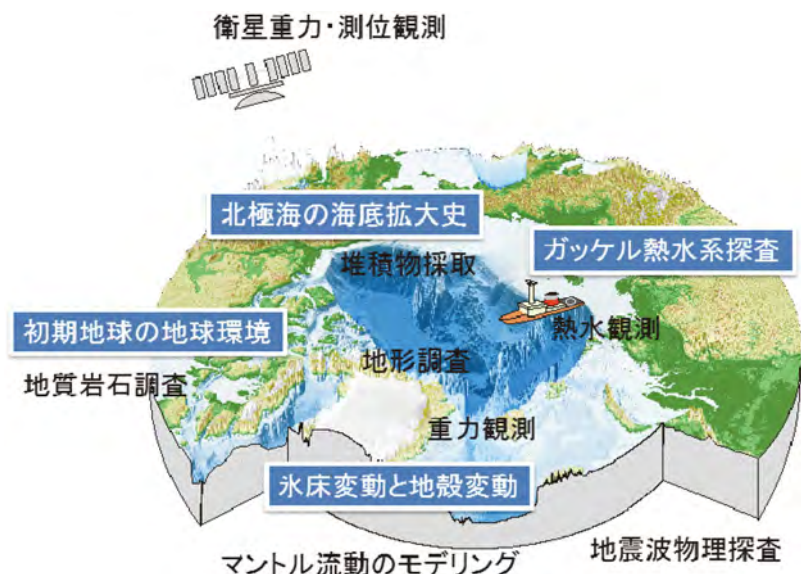 衛星重力・測位観測
北極海の海底拡大史
ガッケル熱水系探査
堆積物採取
初期地球の地球環境
熱水観測
地形調査
地質岩石調査
重力観測
氷床変動と地殻変動
マントル流動のモデリング
地震波物理探査